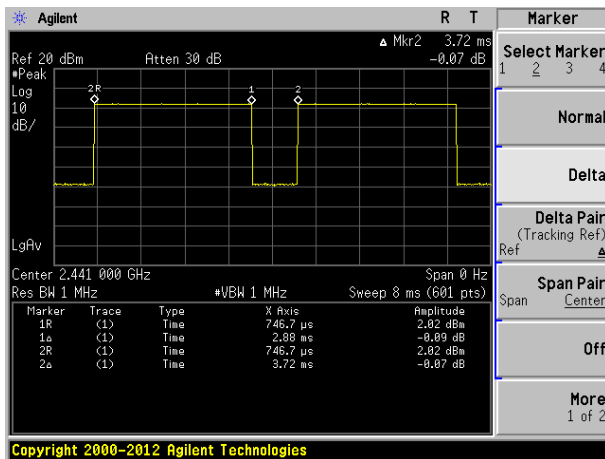 Agilent R T Marker
▵ Mkr2 3.72 ms
Ref 20 dBm Atten 30 dB -0.07 dB
#Peak
Log
10
dB/
2R 1 2
LgAv
Center 2.441 000 GHz Span 0 Hz
Res BW 1 MHz #VBW 1 MHz Sweep 8 ms (601 pts)
Marker Trace Type X Axis Amplitude
1R (1) Time 746.7 µs 2.02 dBm
1▵ (1) Time 2.88 ms -0.09 dB
2R (1) Time 746.7 µs 2.02 dBm
2▵ (1) Time 3.72 ms -0.07 dB
Copyright 2000-2012 Agilent Technologies
Select Marker
1 2 3 4
Normal
Delta
Delta Pair
(Tracking Ref)
Ref ▵
Span Pair
Span Center
Off
More
1 of 2